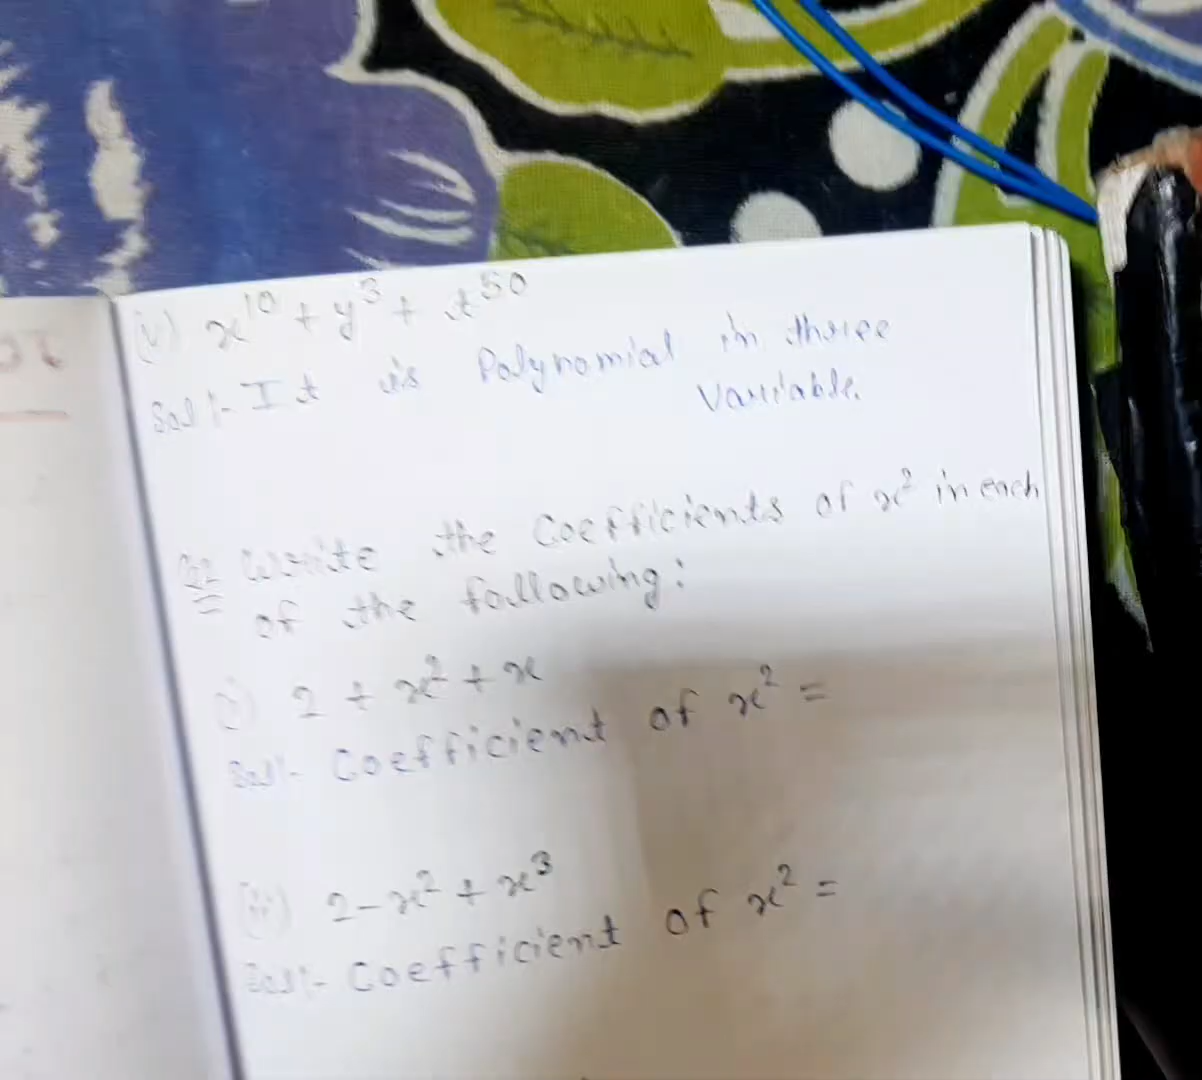 (v) x¹⁰ + y³ + t⁵⁰
Sol:- It is Polynomial in three
Variable.
Q2 Write the Coefficients of x² in each
of the following:
(i) 2 + x² + x
Sol:- Coefficient of x² =
(ii) 2 - x² + x³
Sol:- Coefficient of x² =